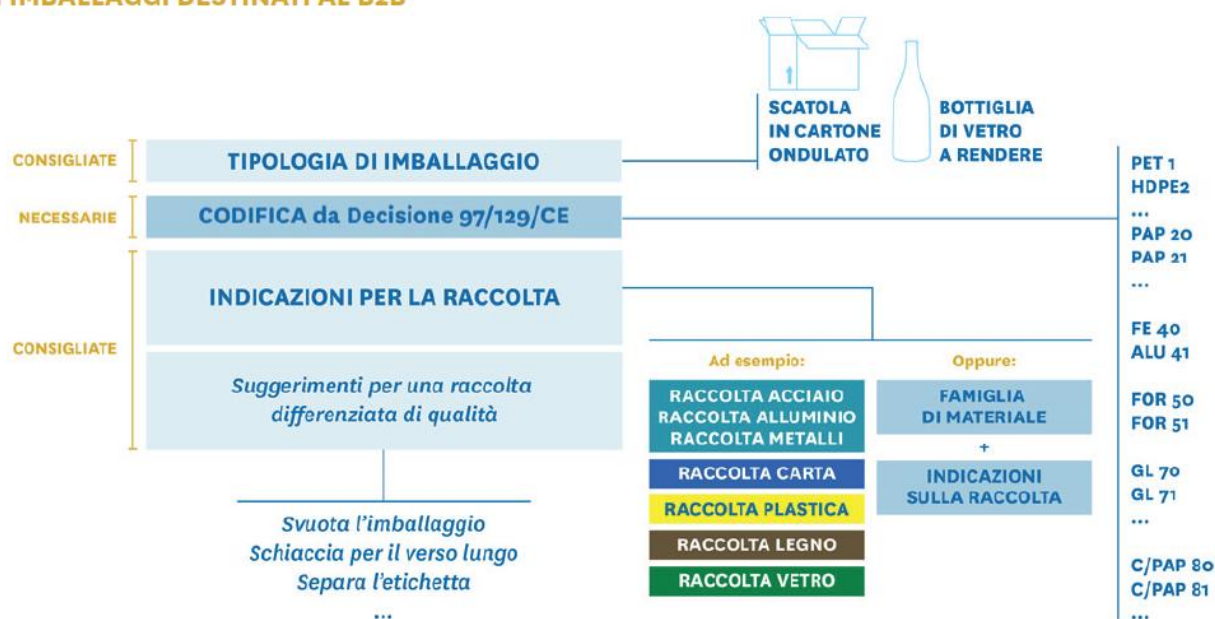 IMBALLAGGI DESTINATI AL B2B
SCATOLA
IN CARTONE
ONDULATO
BOTTIGLIA
DI VETRO
A RENDERE
CONSIGLIATE
TIPOLOGIA DI IMBALLAGGIO
NECESSARIE
CODIFICA da Decisione 97/129/CE
CONSIGLIATE
INDICAZIONI PER LA RACCOLTA
Suggerimenti per una raccolta
differenziata di qualità
Svuota l'imballaggio
Schiaccia per il verso lungo
Separa l'etichetta
...
Ad esempio:
RACCOLTA ACCIAIO
RACCOLTA ALLUMINIO
RACCOLTA METALLI
RACCOLTA CARTA
RACCOLTA PLASTICA
RACCOLTA LEGNO
RACCOLTA VETRO
Oppure:
FAMIGLIA
DI MATERIALE
+
INDICAZIONI
SULLA RACCOLTA
PET 1
HDPE2
...
PAP 20
PAP 21
...
FE 40
ALU 41
FOR 50
FOR 51
GL 70
GL 71
...
C/PAP 80
C/PAP 81
...